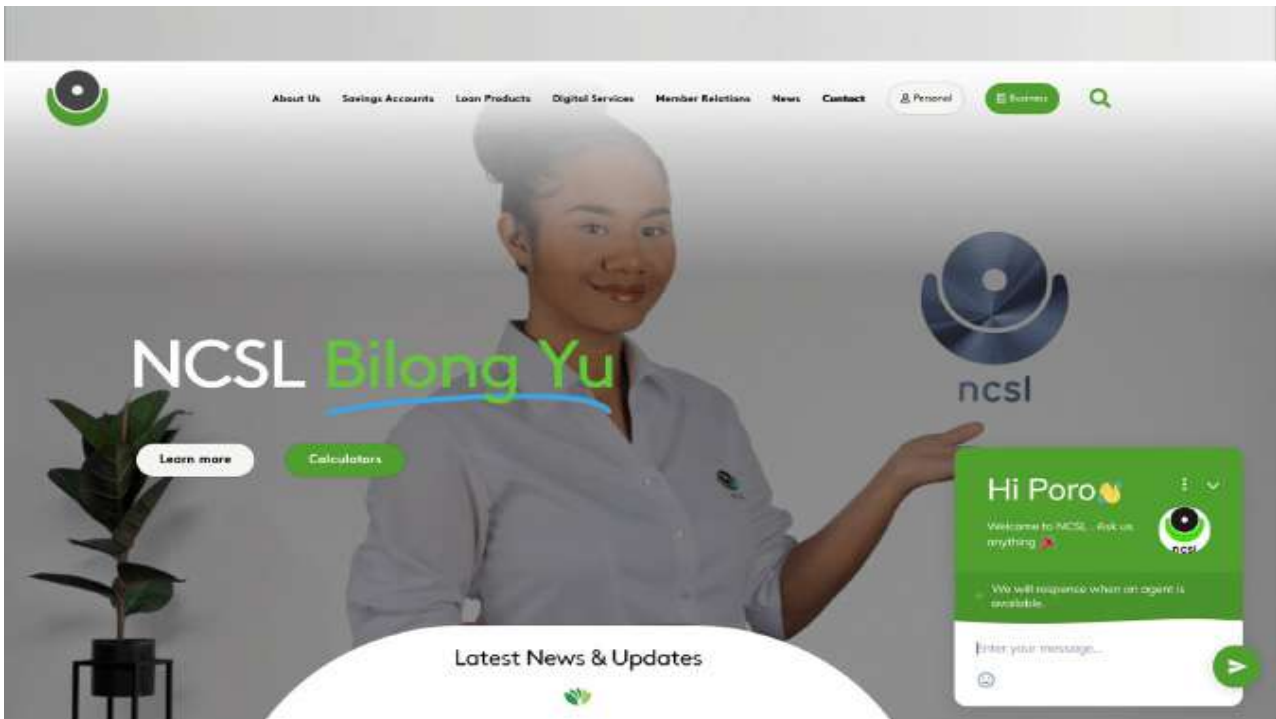 About Us Savings Accounts Loan Products Digital Services Member Relations News Contact Personal Business
NCSL Bilong Yu
ncsl
Learn more Calculators
Hi Poro
Welcome to NCSL. Ask us
anything
ncsl
We will responce when an agent is
available.
Enter your message...
Latest News & Updates